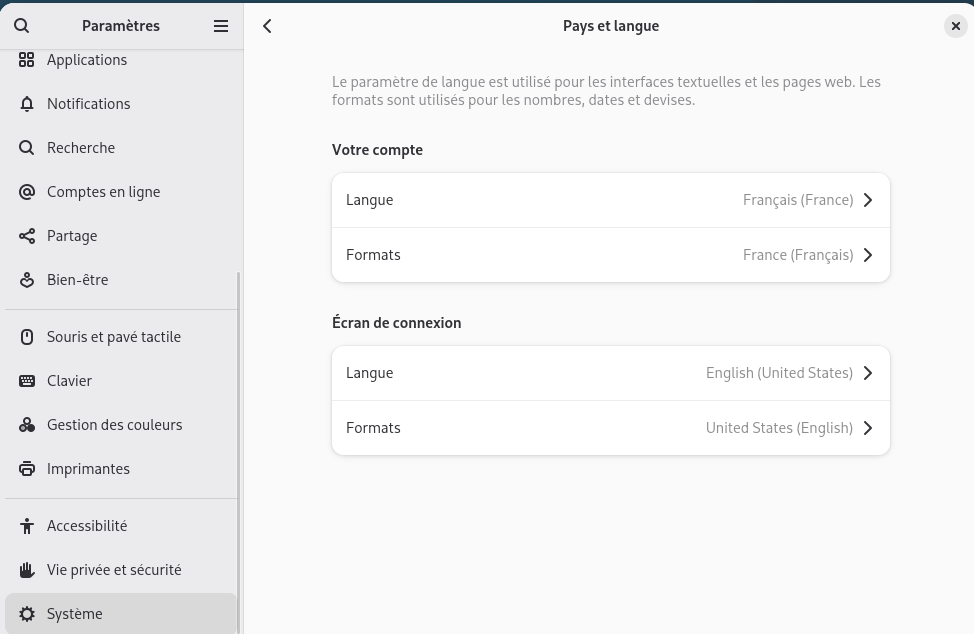 Paramètres
Applications
Notifications
Recherche
Comptes en ligne
Partage
Bien-être
Souris et pavé tactile
Clavier
Gestion des couleurs
Imprimantes
Accessibilité
Vie privée et sécurité
Système
Pays et langue
Le paramètre de langue est utilisé pour les interfaces textuelles et les pages web. Les
formats sont utilisés pour les nombres, dates et devises.
Votre compte
Langue Français (France)
Formats France (Français)
Écran de connexion
Langue English (United States)
Formats United States (English)